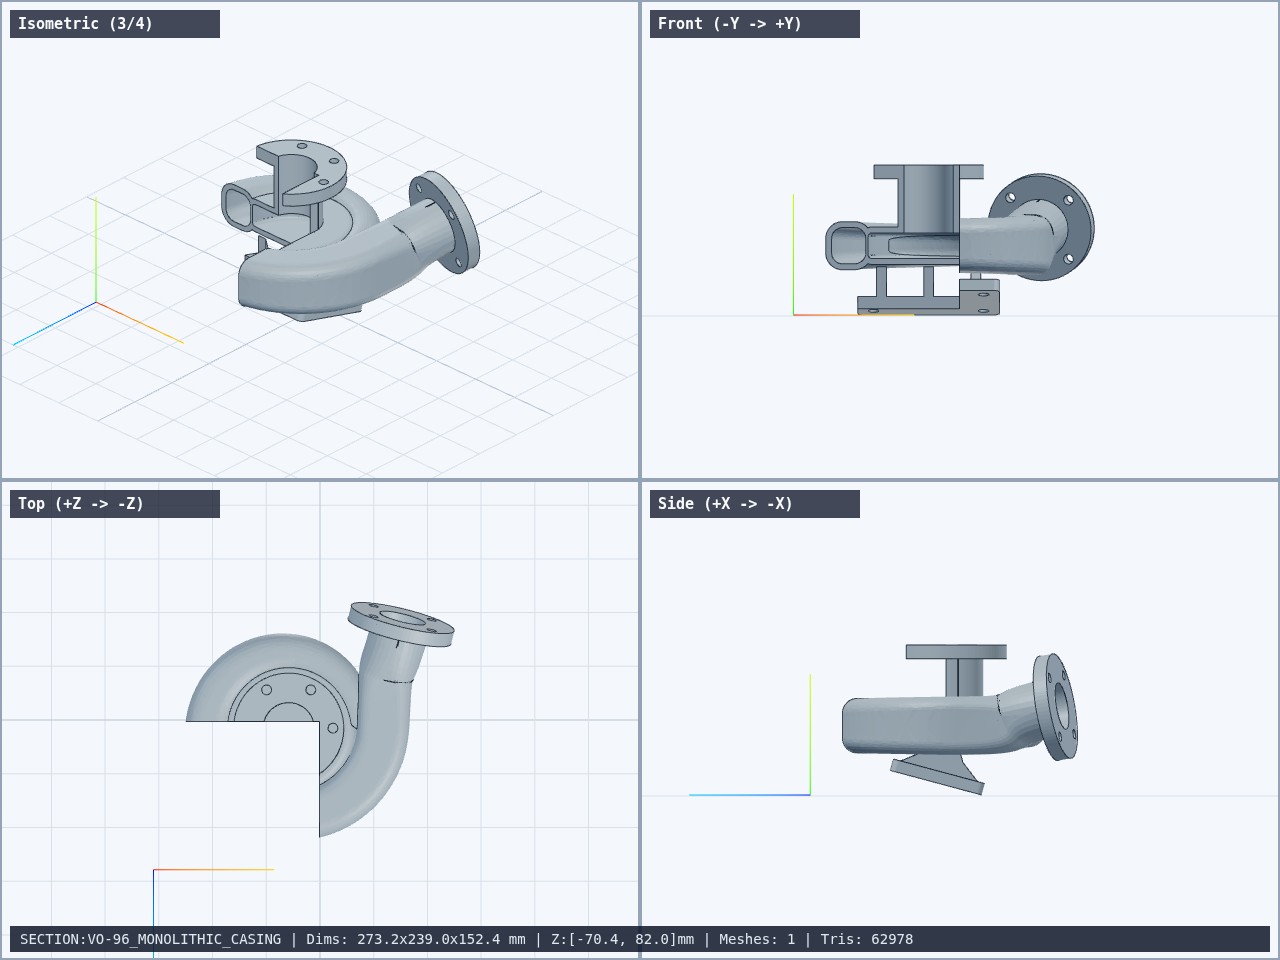 Isometric (3/4)
Front (-Y -> +Y)
Top (+Z -> -Z)
Side (+X -> -X)
SECTION:VO-96_MONOLITHIC_CASING | Dims: 273.2x239.0x152.4 mm | Z:[-70.4, 82.0]mm | Meshes: 1 | Tris: 62978